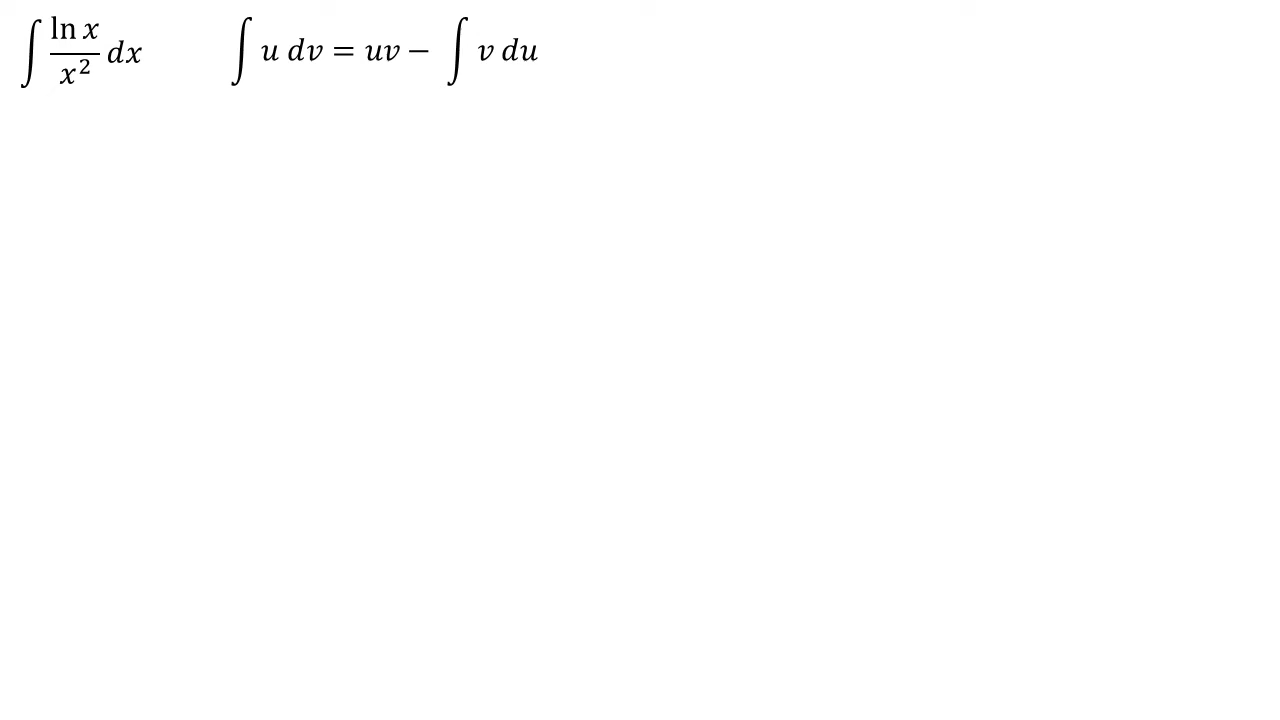 ∫ ln x / x² dx    ∫ u dv = uv − ∫ v du